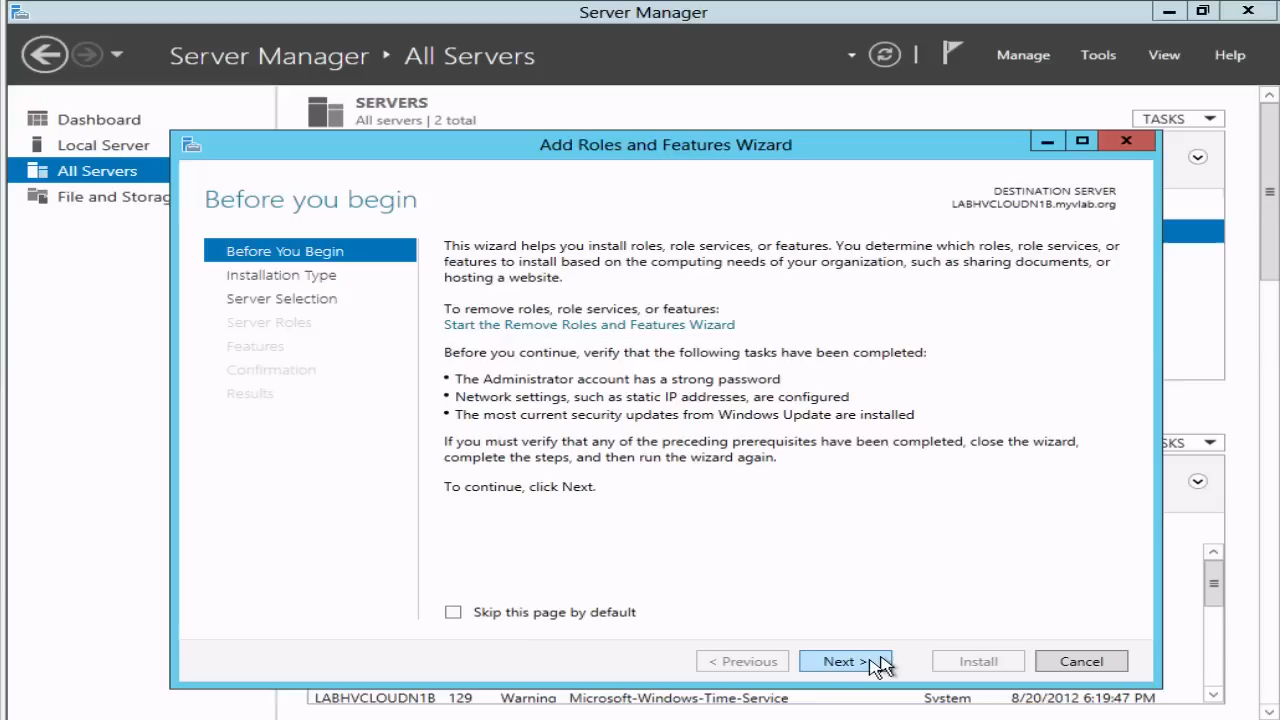 Server Manager
Server Manager ‣ All Servers
Manage Tools View Help
Dashboard
Local Server
All Servers
File and Storag
SERVERS
All servers | 2 total
TASKS
Add Roles and Features Wizard
Before you begin
DESTINATION SERVER
LABHVCLOUDN1B.myvlab.org
Before You Begin
Installation Type
Server Selection
Server Roles
Features
Confirmation
Results
This wizard helps you install roles, role services, or features. You determine which roles, role services, or
features to install based on the computing needs of your organization, such as sharing documents, or
hosting a website.
To remove roles, role services, or features:
Start the Remove Roles and Features Wizard
Before you continue, verify that the following tasks have been completed:
• The Administrator account has a strong password
• Network settings, such as static IP addresses, are configured
• The most current security updates from Windows Update are installed
If you must verify that any of the preceding prerequisites have been completed, close the wizard,
complete the steps, and then run the wizard again.
To continue, click Next.
Skip this page by default
< Previous Next > Install Cancel
SKS
LABHVCLOUDN1B 129 Warning Microsoft-Windows-Time-Service System 8/20/2012 6:19:47 PM